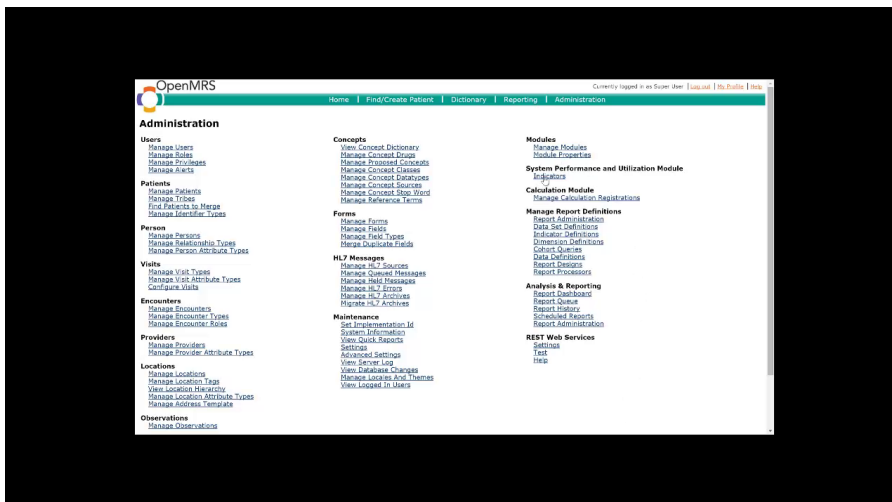 OpenMRS
Currently logged in as Super User | Log out | My Profile | Help
Home | Find/Create Patient | Dictionary | Reporting | Administration
Administration
Users
Manage Users
Manage Roles
Manage Privileges
Manage Alerts
Patients
Manage Patients
Manage Tribes
Find Patients to Merge
Manage Identifier Types
Person
Manage Persons
Manage Relationship Types
Manage Person Attribute Types
Visits
Manage Visit Types
Manage Visit Attribute Types
Configure Visits
Encounters
Manage Encounters
Manage Encounter Types
Manage Encounter Roles
Providers
Manage Providers
Manage Provider Attribute Types
Locations
Manage Locations
Manage Location Tags
View Location Hierarchy
Manage Location Attribute Types
Manage Address Template
Observations
Manage Observations
Concepts
View Concept Dictionary
Manage Concept Drugs
Manage Proposed Concepts
Manage Concept Classes
Manage Concept Datatypes
Manage Concept Sources
Manage Concept Stop Word
Manage Reference Terms
Forms
Manage Forms
Manage Fields
Manage Field Types
Merge Duplicate Fields
HL7 Messages
Manage HL7 Sources
Manage Queued Messages
Manage Held Messages
Manage HL7 Errors
Manage HL7 Archives
Migrate HL7 Archives
Maintenance
Set Implementation Id
System Information
View Quick Reports
Settings
Advanced Settings
View Server Log
View Database Changes
Manage Locales And Themes
View Logged In Users
Modules
Manage Modules
Module Properties
System Performance and Utilization Module
Indicators
Calculation Module
Manage Calculation Registrations
Manage Report Definitions
Report Administration
Data Set Definitions
Indicator Definitions
Dimension Definitions
Cohort Queries
Data Definitions
Report Designs
Report Processors
Analysis & Reporting
Report Dashboard
Report Queue
Report History
Scheduled Reports
Report Administration
REST Web Services
Settings
Test
Help